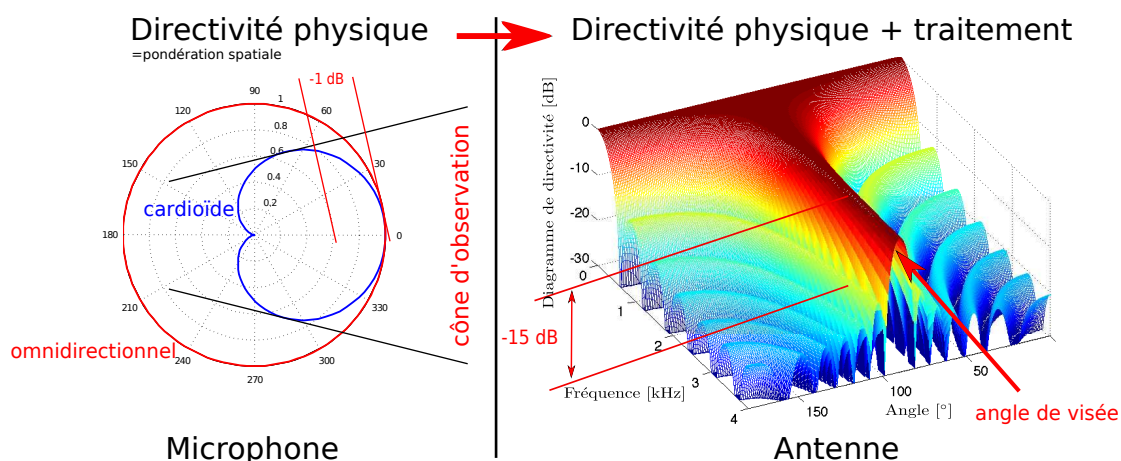 Directivité physique
=pondération spatiale
Directivité physique + traitement
-1 dB
90
1
120
60
0.8
150
0.6
30
0.4
0.2
cardioïde
180
0
210
330
omnidirectionnel
240
300
270
cône d'observation
Diagramme de directivité [dB]
0
-10
-20
-30
0
1
2
3
4
-15 dB
Fréquence [kHz]
150
100
50
Angle [°]
angle de visée
Microphone
Antenne